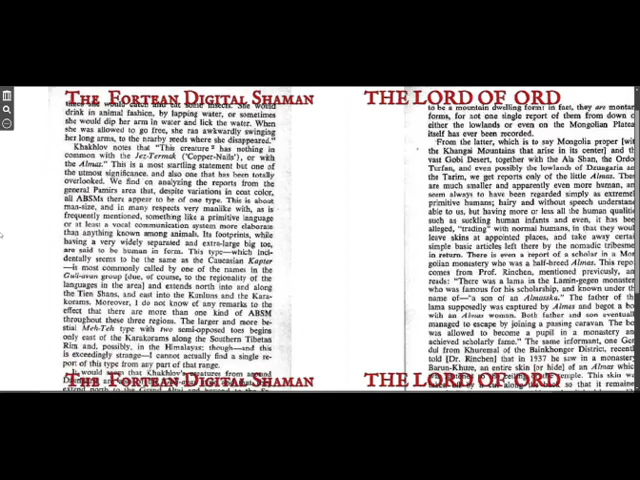 THE FORTEAN DIGITAL SHAMAN
drink in animal fashion, by lapping water, or sometimes
she would dip her arm in water and lick the water. When
she was allowed to go free, she ran awkwardly swinging
her long arms, to the nearby reeds where she disappeared."
Khakhlov notes that "This creature has nothing in
common with the Jez-Termak ('Copper-Nails'), or with
the Almas." This is a most startling statement but one of
the utmost significance, and also one that has been totally
overlooked. We find on analyzing the reports from the
general Pamirs area that, despite variations in coat color,
all ABSMs there appear to be of one type. This is about
man-size, and in many respects very manlike with, as is
frequently mentioned, something like a primitive language
or at least a vocal communication system more elaborate
than anything known among animals. Its footprints, while
having a very widely separated and extra-large big toe,
are said to be human in form. This type—which inci-
dentally seems to be the same as the Caucasian Kaptar
—is most commonly called by one of the names in the
Guli-avan group [due, of course, to the regionality of the
languages in the area] and extends north into and along
the Tien Shans, and east into the Kunluns and the Kara-
korams. Moreover, I do not know of any remarks to the
effect that there are more than one kind of ABSM
throughout these three regions. The larger and more be-
stial Meh-Teh type with two semi-opposed toes begins
only east of the Karakorams along the Southern Tibetan
Rim and, possibly, in the Himalayas; though—and this
is exceedingly strange—I cannot actually find a single re-
port of this type from any part of that range.
THE FORTEAN DIGITAL SHAMAN
THE LORD OF ORD
to be a mountain dwelling form: in fact, they are montan
forms, for not one single report of them from down o
either the lowlands or even on the Mongolian Platea
itself has ever been recorded.
From the latter, which is to say Mongolia proper [wit
the Khangai Mountains that arise in its center] and th
vast Gobi Desert, together with the Ala Shan, the Ordo
Turfan, and even possibly the lowlands of Dzungaria an
the Tarim, we get reports only of the little Almas. Thes
are much smaller and apparently even more human, an
seem always to have been regarded simply as extremel
primitive humans; hairy and without speech understand
able to us, but having more or less all the human qualitie
such as suckling human infants and even, it has bee
alleged, "trading" with normal humans, in that they woul
leave skins at appointed places, and take away certai
simple basic articles left there by the nomadic tribesme
in return. There is even a report of a scholar in a Mon
golian monastery who was a half-breed Almas. This repo
comes from Prof. Rinchen, mentioned previously, an
reads: "There was a lama in the Lamin-gegen monaster
who was famous for his scholarship, and known under th
name of—'a son of an Almasska.' The father of th
lama supposedly was captured by Almas and begot a bo
with an Almas woman. Both father and son eventuall
managed to escape by joining a passing caravan. The bo
was allowed to become a pupil in a monastery an
achieved scholarly fame." The same informant, one Gen
dul from Khuremal of the Bainkhonger District, recentl
told [Dr. Rinchen] that in 1937 he saw in a monaster
Barun-Khure, an entire skin [or hide] of an Almas whic
THE LORD OF ORD